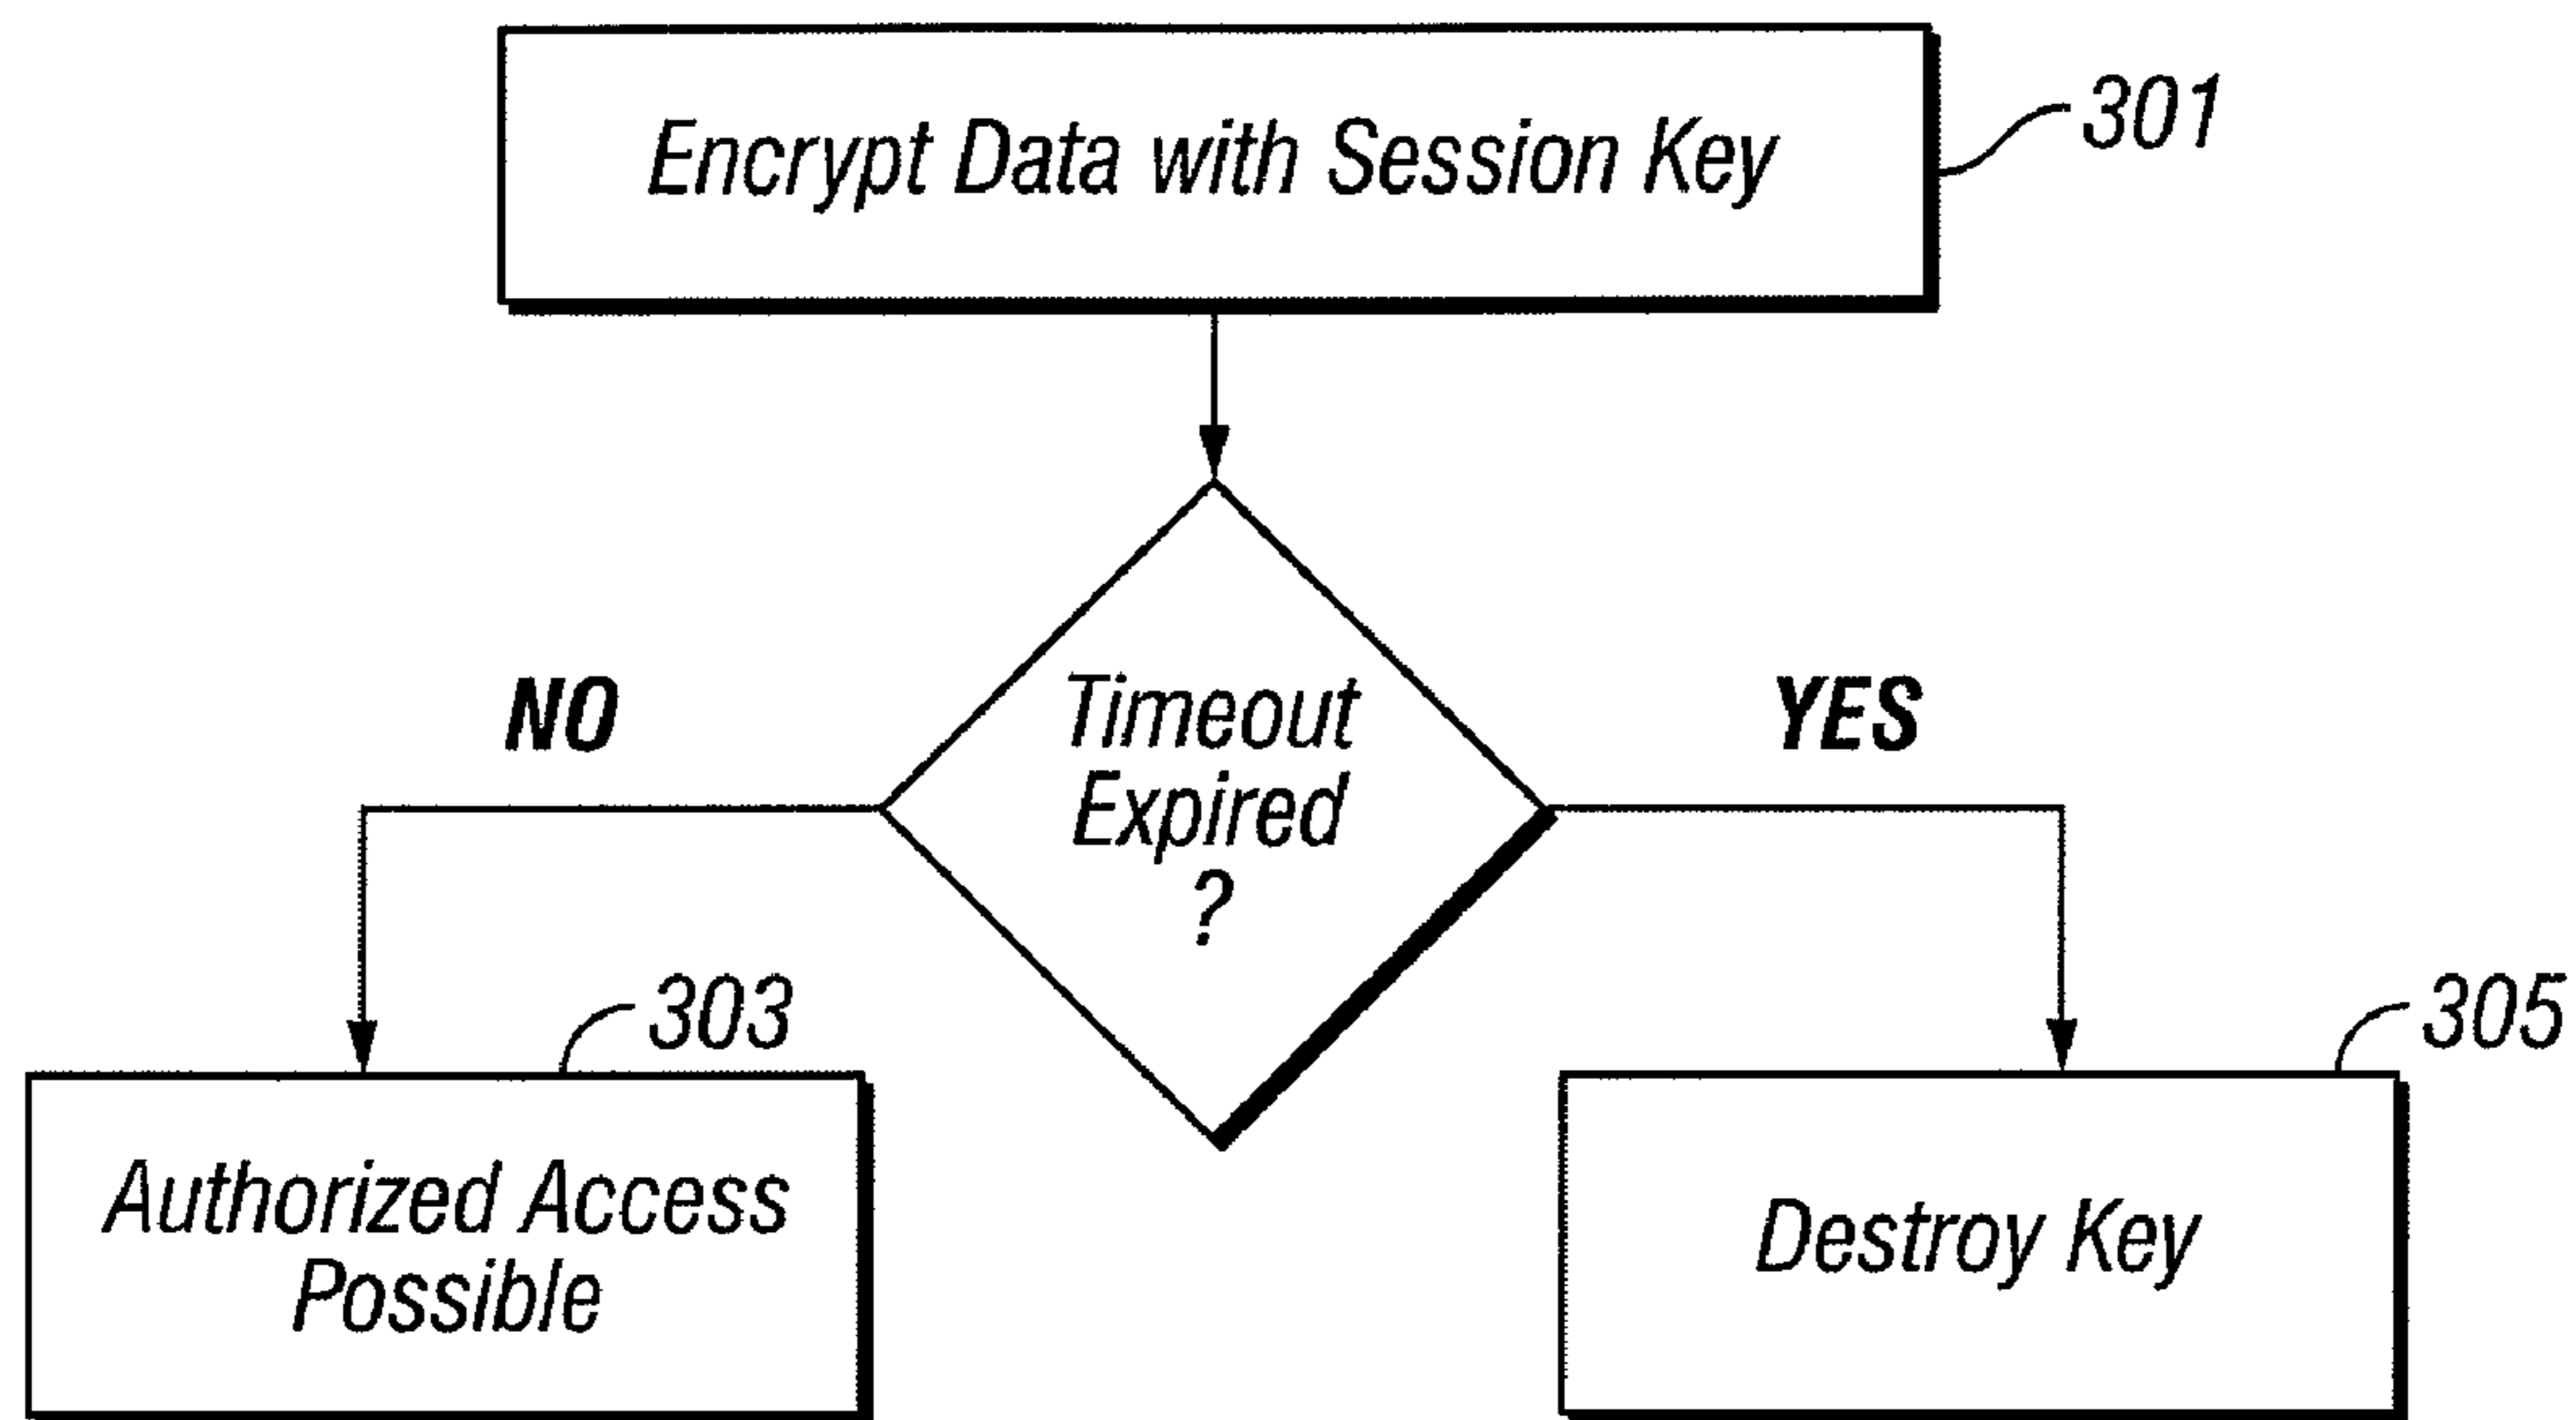 Encrypt Data with Session Key
301
Timeout
Expired
?
NO
YES
303
305
Authorized Access
Possible
Destroy Key